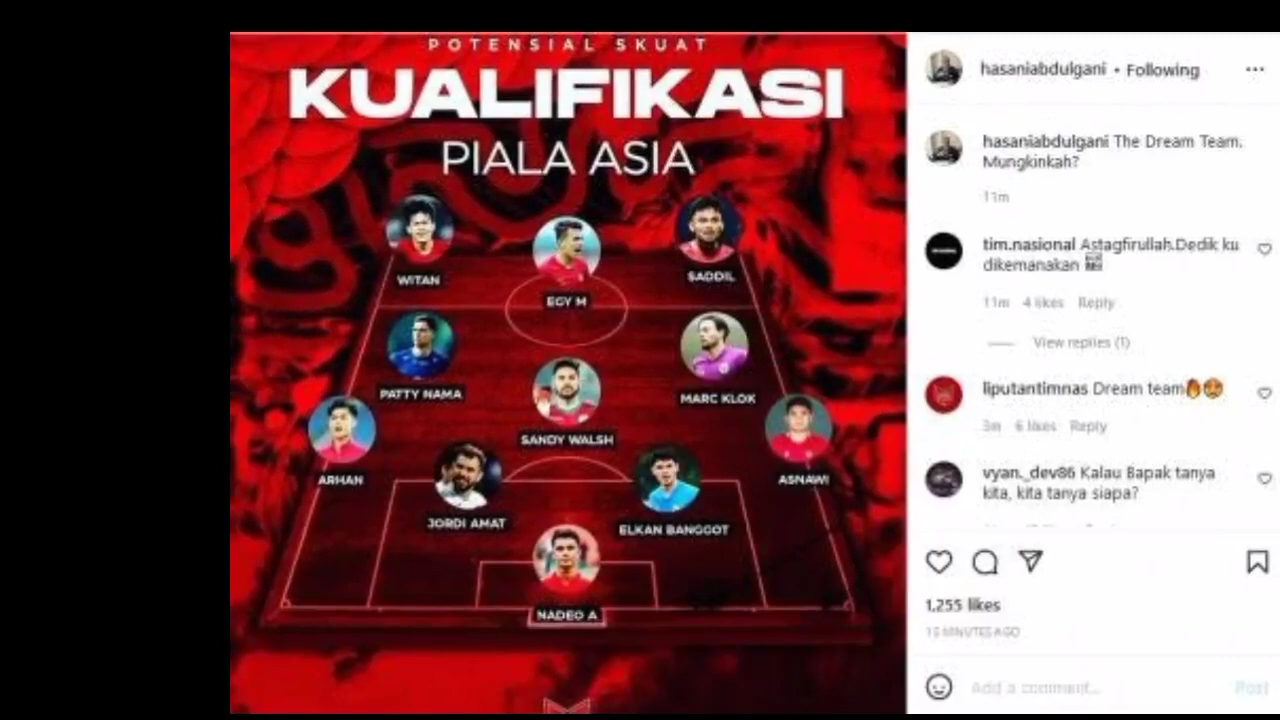 POTENSIAL SKUAT
KUALIFIKASI
PIALA ASIA
WITAN
EGY M
SADDIL
PATTY NAMA
SANDY WALSH
MARC KLOK
ARHAN
ASNAWI
JORDI AMAT
ELKAN BANGGOT
NADEO A
hasaniabdulgani • Following
hasaniabdulgani The Dream Team.
Mungkinkah?
11m
tim.nasional Astagfirullah.Dedik ku
dikemanakan
11m 4 likes Reply
View replies (1)
liputantimnas Dream team🔥🤩
3m 6 likes Reply
vyan._dev86 Kalau Bapak tanya
kita, kita tanya siapa?
1,255 likes
15 MINUTES AGO
Add a comment...
Post